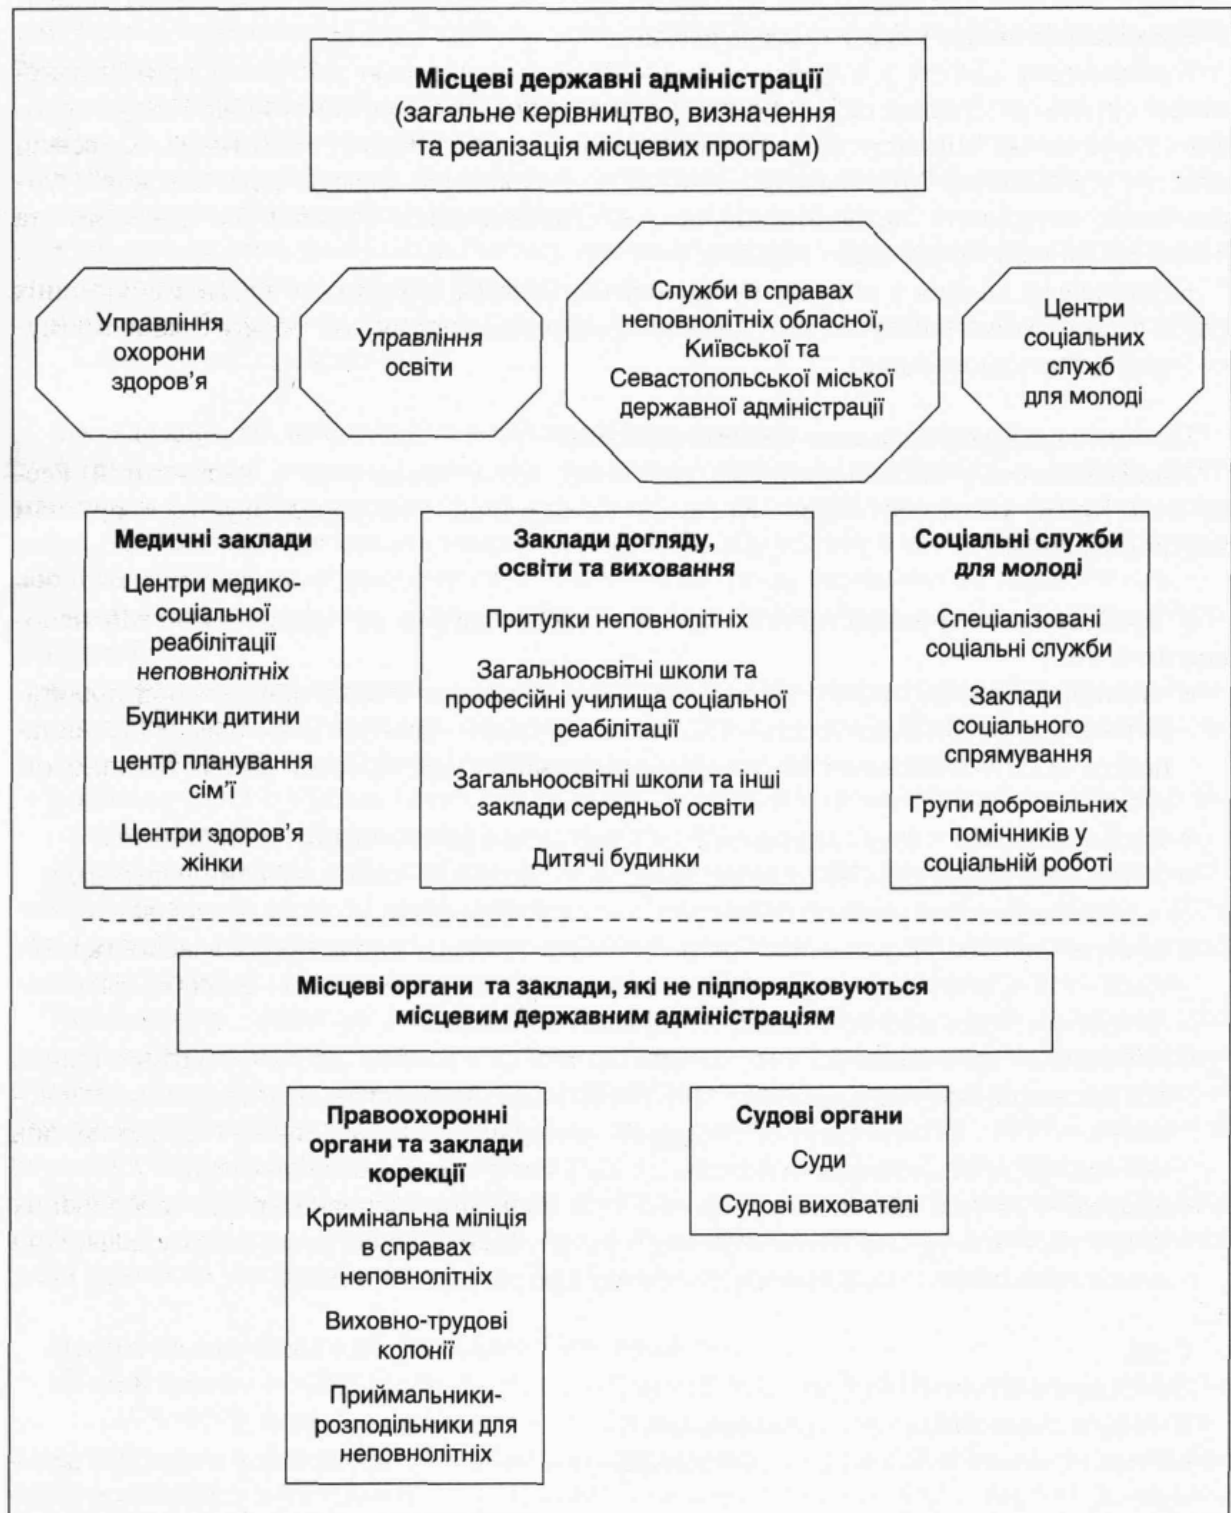 Місцеві державні адміністрації
(загальне керівництво, визначення
та реалізація місцевих програм)
Управління
охорони
здоров’я
Управління
освіти
Служби в справах
неповнолітніх обласної,
Київської та
Севастопольської міської
державної адміністрації
Центри
соціальних
служб
для молоді
Медичні заклади
Центри медико-
соціальної
реабілітації
неповнолітніх
Будинки дитини
центр планування
сім’ї
Центри здоров’я
жінки
Заклади догляду,
освіти та виховання
Притулки неповнолітніх
Загальноосвітні школи та
професійні училища соціальної
реабілітації
Загальноосвітні школи та інші
заклади середньої освіти
Дитячі будинки
Соціальні служби
для молоді
Спеціалізовані
соціальні служби
Заклади
соціального
спрямування
Групи добровільних
помічників у
соціальній роботі
Місцеві органи та заклади, які не підпорядковуються
місцевим державним адміністраціям
Правоохоронні
органи та заклади
корекції
Кримінальна міліція
в справах
неповнолітніх
Виховно-трудові
колонії
Приймальники-
розподільники для
неповнолітніх
Судові органи
Суди
Судові вихователі